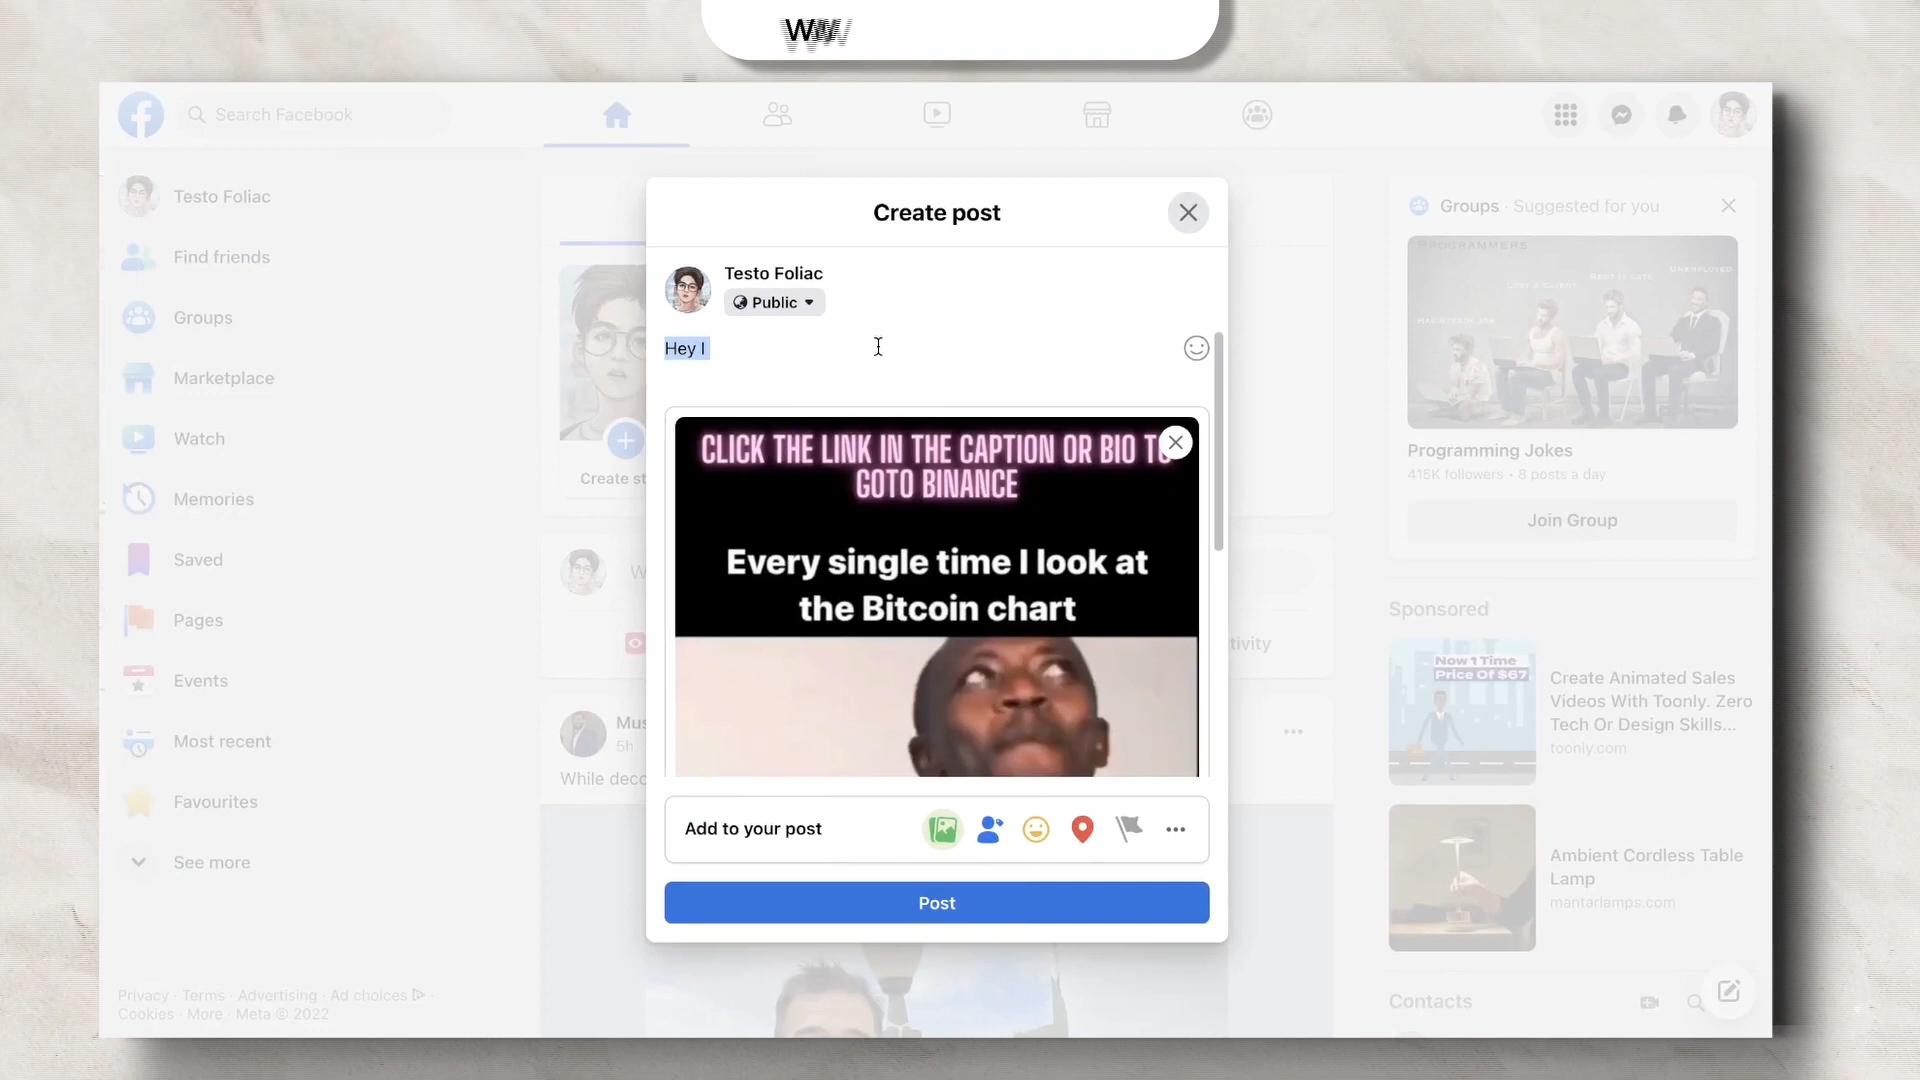 Search Facebook
Testo Foliac
Find friends
Groups
Marketplace
Watch
Memories
Saved
Pages
Events
Most recent
Favourites
See more
Privacy · Terms · Advertising · Ad choices ·
Cookies · More · Meta © 2022
Create post
Testo Foliac
Public
Hey I
CLICK THE LINK IN THE CAPTION OR BIO TO
GOTO BINANCE
Every single time I look at
the Bitcoin chart
Add to your post
Post
Create st
Mus
5h
While deco
tivity
Groups · Suggested for you
PROGRAMMERS
UNEMPLOYED
Programming Jokes
415K followers • 8 posts a day
Join Group
Sponsored
Now 1 Time
Price Of $67
Create Animated Sales
Videos With Toonly. Zero
Tech Or Design Skills...
toonly.com
Ambient Cordless Table
Lamp
mantarlamps.com
Contacts